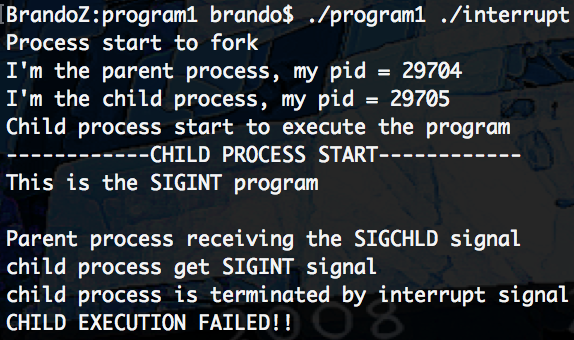 [BrandoZ:program1 brando$ ./program1 ./interrupt
Process start to fork
I'm the parent process, my pid = 29704
I'm the child process, my pid = 29705
Child process start to execute the program
------------CHILD PROCESS START------------
This is the SIGINT program
Parent process receiving the SIGCHLD signal
child process get SIGINT signal
child process is terminated by interrupt signal
CHILD EXECUTION FAILED!!